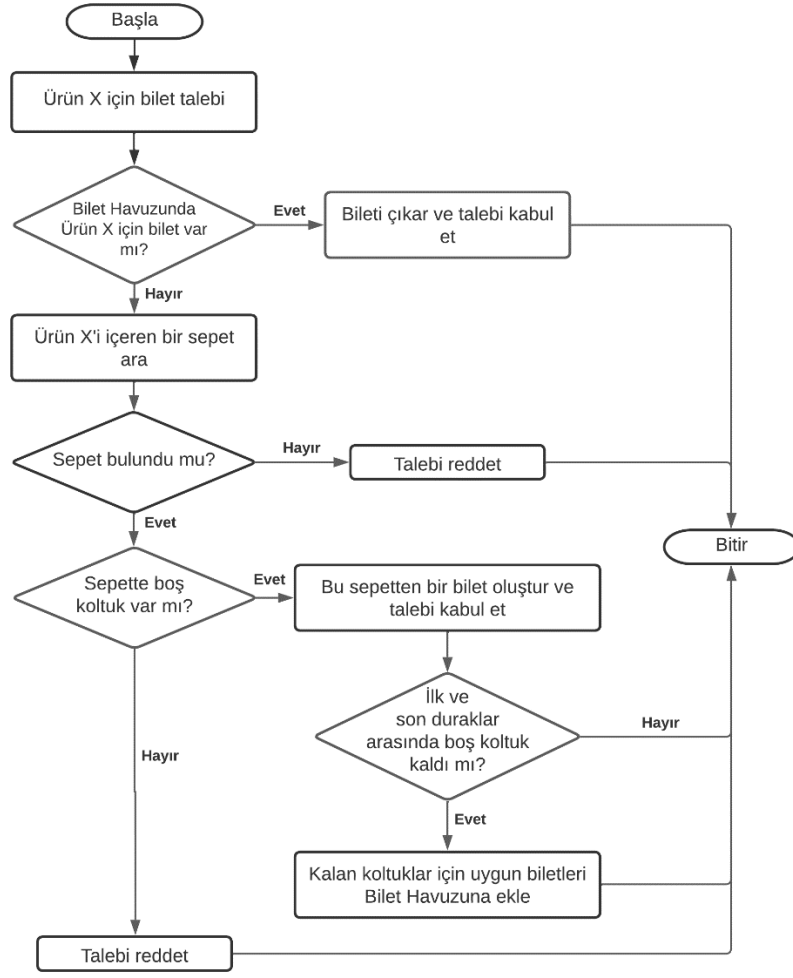 Başla
Ürün X için bilet talebi
Bilet Havuzunda
Ürün X için bilet var
mı?
Evet
Bileti çıkar ve talebi kabul
et
Hayır
Ürün X'i içeren bir sepet
ara
Sepet bulundu mu?
Hayır
Talebi reddet
Evet
Bitir
Sepette boş
koltuk var mı?
Evet
Bu sepetten bir bilet oluştur ve
talebi kabul et
İlk ve
son duraklar
arasında boş koltuk
kaldı mı?
Hayır
Hayır
Evet
Kalan koltuklar için uygun biletleri
Bilet Havuzuna ekle
Talebi reddet